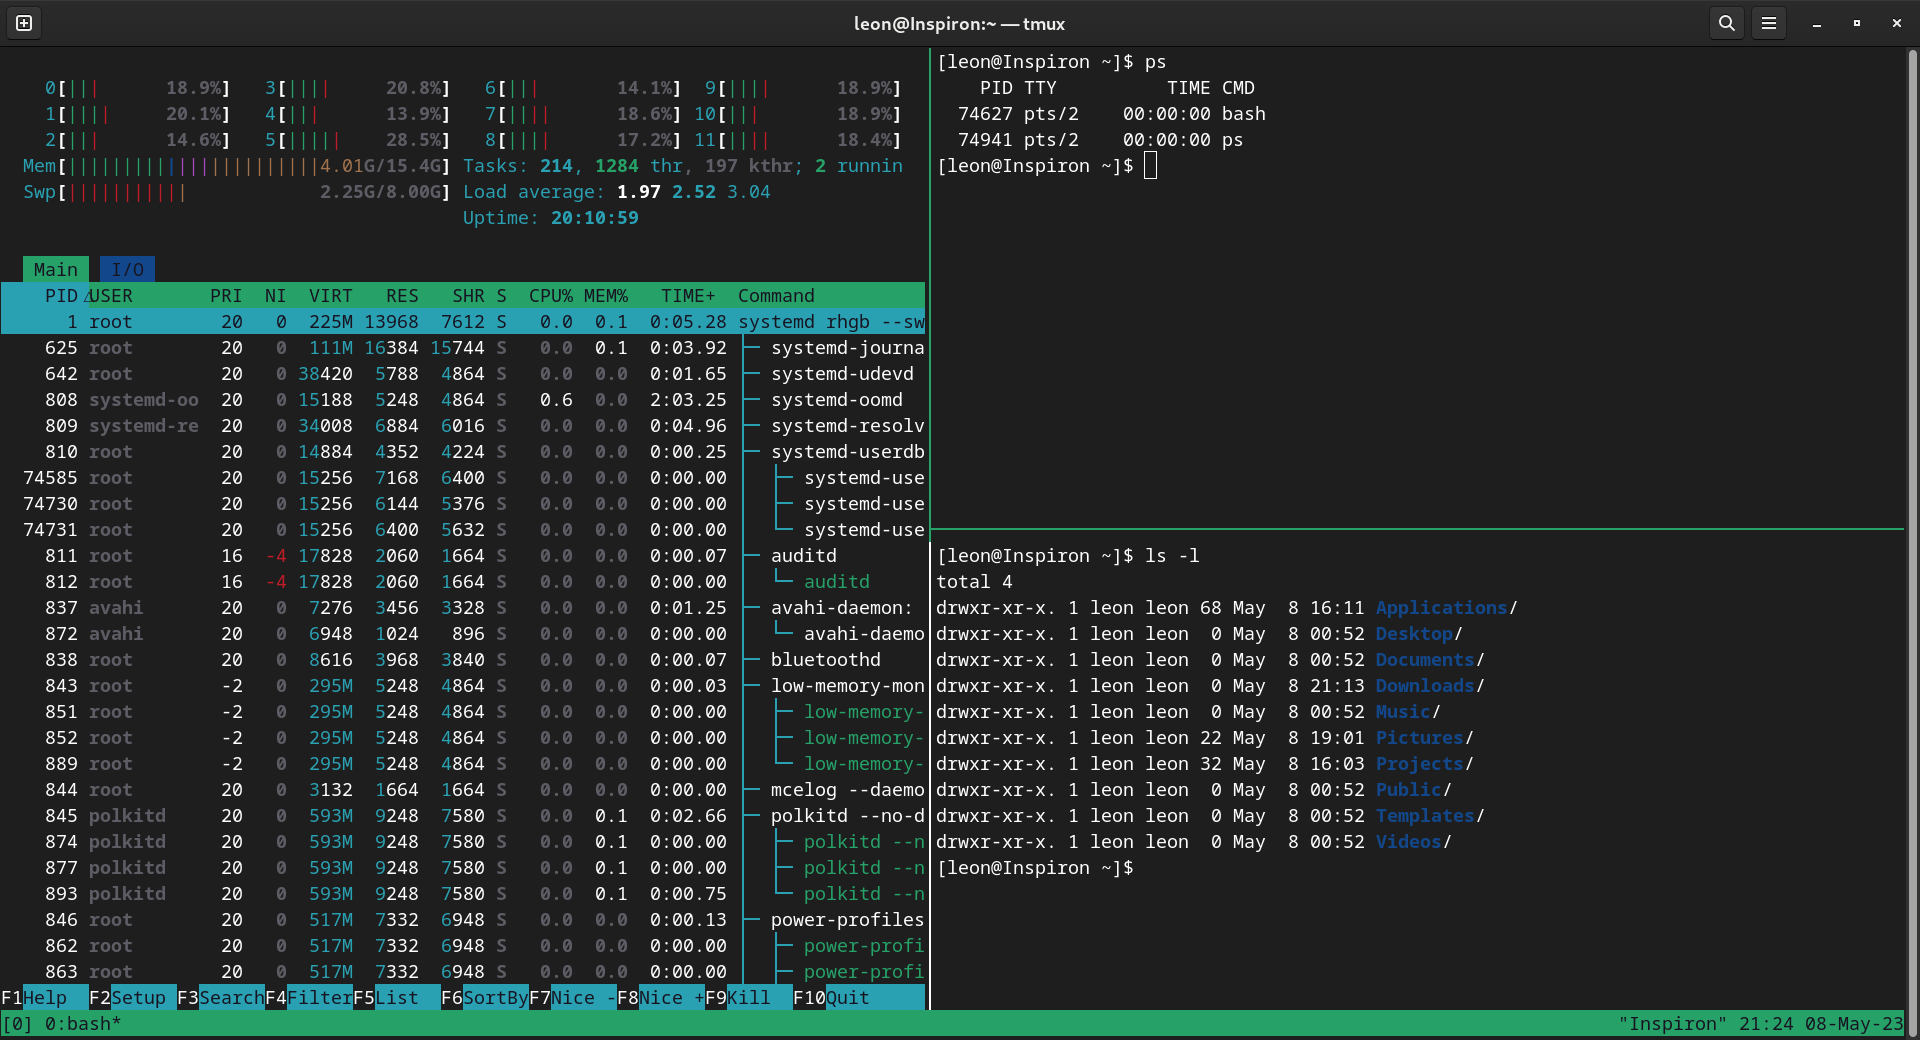 leon@Inspiron:~ — tmux
0[||| 18.9%] 3[|||| 20.8%] 6[||| 14.1%] 9[|||| 18.9%]
1[|||| 20.1%] 4[||| 13.9%] 7[|||| 18.6%] 10[||| 18.9%]
2[||| 14.6%] 5[||||| 28.5%] 8[||| 17.2%] 11[|||| 18.4%]
Mem[|||||||||||||||||||||||4.01G/15.4G] Tasks: 214, 1284 thr, 197 kthr; 2 runnin
Swp[||||||||||| 2.25G/8.00G] Load average: 1.97 2.52 3.04
Uptime: 20:10:59
Main I/O
PID △USER PRI NI VIRT RES SHR S CPU% MEM% TIME+ Command
1 root 20 0 225M 13968 7612 S 0.0 0.1 0:05.28 systemd rhgb --sw
625 root 20 0 111M 16384 15744 S 0.0 0.1 0:03.92 ├─ systemd-journa
642 root 20 0 38420 5788 4864 S 0.0 0.0 0:01.65 ├─ systemd-udevd
808 systemd-oo 20 0 15188 5248 4864 S 0.6 0.0 2:03.25 ├─ systemd-oomd
809 systemd-re 20 0 34008 6884 6016 S 0.0 0.0 0:04.96 ├─ systemd-resolv
810 root 20 0 14884 4352 4224 S 0.0 0.0 0:00.25 ├─ systemd-userdb
74585 root 20 0 15256 7168 6400 S 0.0 0.0 0:00.00 │ ├─ systemd-use
74730 root 20 0 15256 6144 5376 S 0.0 0.0 0:00.00 │ ├─ systemd-use
74731 root 20 0 15256 6400 5632 S 0.0 0.0 0:00.00 │ └─ systemd-use
811 root 16 -4 17828 2060 1664 S 0.0 0.0 0:00.07 ├─ auditd
812 root 16 -4 17828 2060 1664 S 0.0 0.0 0:00.00 │ └─ auditd
837 avahi 20 0 7276 3456 3328 S 0.0 0.0 0:01.25 ├─ avahi-daemon:
872 avahi 20 0 6948 1024 896 S 0.0 0.0 0:00.00 │ └─ avahi-daemo
838 root 20 0 8616 3968 3840 S 0.0 0.0 0:00.07 ├─ bluetoothd
843 root -2 0 295M 5248 4864 S 0.0 0.0 0:00.03 ├─ low-memory-mon
851 root -2 0 295M 5248 4864 S 0.0 0.0 0:00.00 │ ├─ low-memory-
852 root -2 0 295M 5248 4864 S 0.0 0.0 0:00.00 │ ├─ low-memory-
889 root -2 0 295M 5248 4864 S 0.0 0.0 0:00.00 │ └─ low-memory-
844 root 20 0 3132 1664 1664 S 0.0 0.0 0:00.00 ├─ mcelog --daemo
845 polkitd 20 0 593M 9248 7580 S 0.0 0.1 0:02.66 ├─ polkitd --no-d
874 polkitd 20 0 593M 9248 7580 S 0.0 0.1 0:00.00 │ ├─ polkitd --n
877 polkitd 20 0 593M 9248 7580 S 0.0 0.1 0:00.00 │ ├─ polkitd --n
893 polkitd 20 0 593M 9248 7580 S 0.0 0.1 0:00.75 │ └─ polkitd --n
846 root 20 0 517M 7332 6948 S 0.0 0.0 0:00.13 ├─ power-profiles
862 root 20 0 517M 7332 6948 S 0.0 0.0 0:00.00 │ ├─ power-profi
863 root 20 0 517M 7332 6948 S 0.0 0.0 0:00.00 │ ├─ power-profi
F1Help F2Setup F3SearchF4FilterF5List F6SortByF7Nice -F8Nice +F9Kill F10Quit
[leon@Inspiron ~]$ ps
PID TTY TIME CMD
74627 pts/2 00:00:00 bash
74941 pts/2 00:00:00 ps
[leon@Inspiron ~]$
[leon@Inspiron ~]$ ls -l
total 4
drwxr-xr-x. 1 leon leon 68 May 8 16:11 Applications/
drwxr-xr-x. 1 leon leon 0 May 8 00:52 Desktop/
drwxr-xr-x. 1 leon leon 0 May 8 00:52 Documents/
drwxr-xr-x. 1 leon leon 0 May 8 21:13 Downloads/
drwxr-xr-x. 1 leon leon 0 May 8 00:52 Music/
drwxr-xr-x. 1 leon leon 22 May 8 19:01 Pictures/
drwxr-xr-x. 1 leon leon 32 May 8 16:03 Projects/
drwxr-xr-x. 1 leon leon 0 May 8 00:52 Public/
drwxr-xr-x. 1 leon leon 0 May 8 00:52 Templates/
drwxr-xr-x. 1 leon leon 0 May 8 00:52 Videos/
[leon@Inspiron ~]$
[0] 0:bash* "Inspiron" 21:24 08-May-23